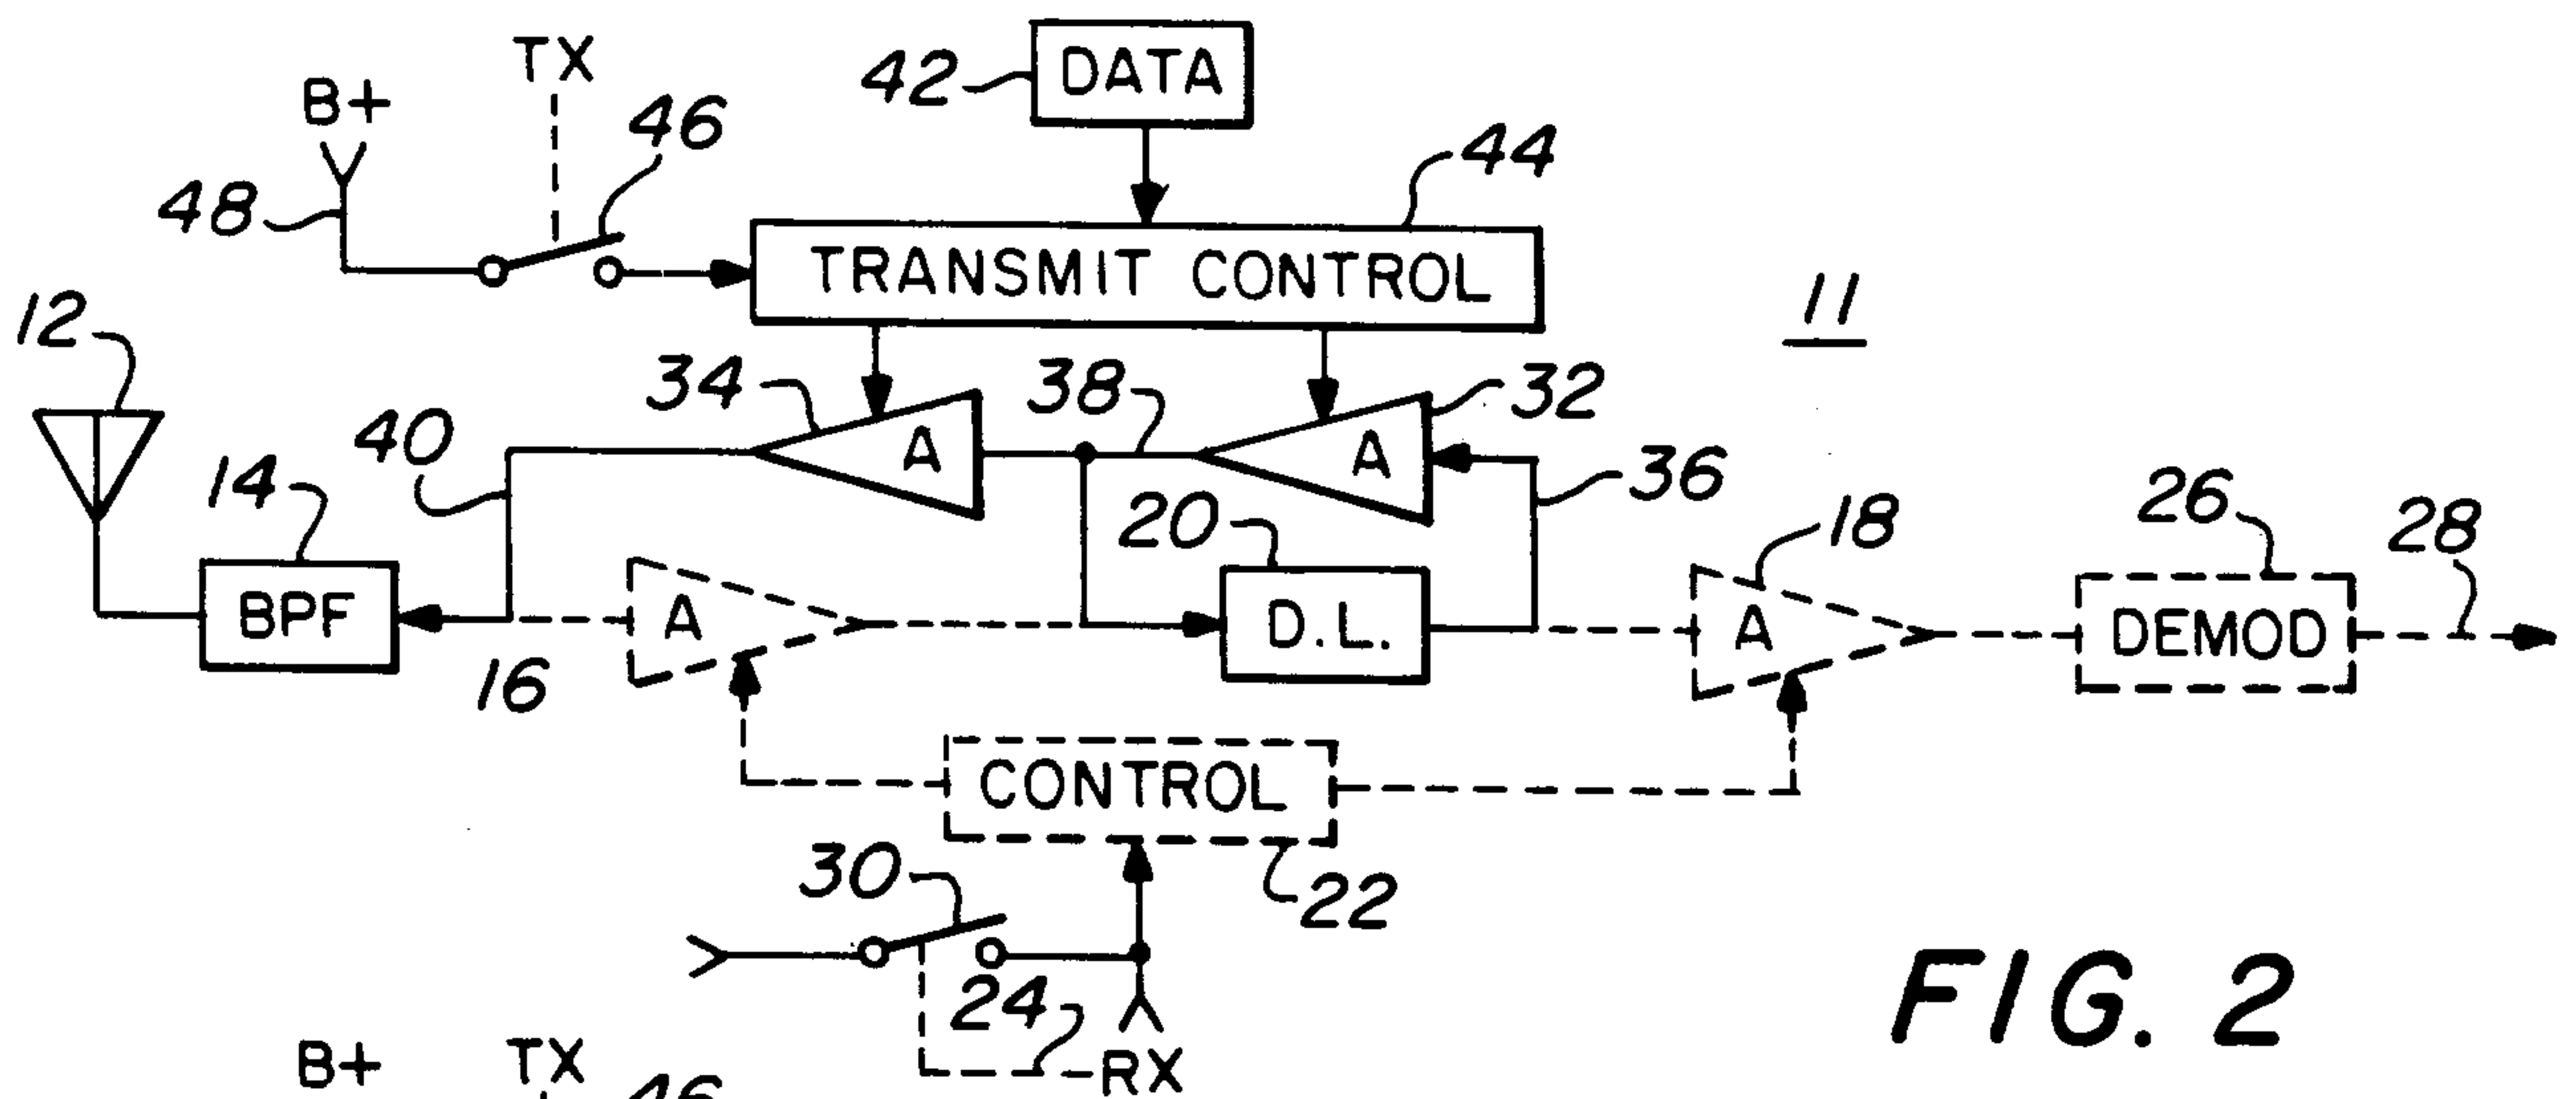 TX
B+
46
42
DATA
44
48
TRANSMIT CONTROL
11
12
34
38
32
40
A
A
36
14
20
18
26
28
BPF
A
D.L.
A
DEMOD
16
CONTROL
30
22
24
RX
FIG. 2
B+
TX
46